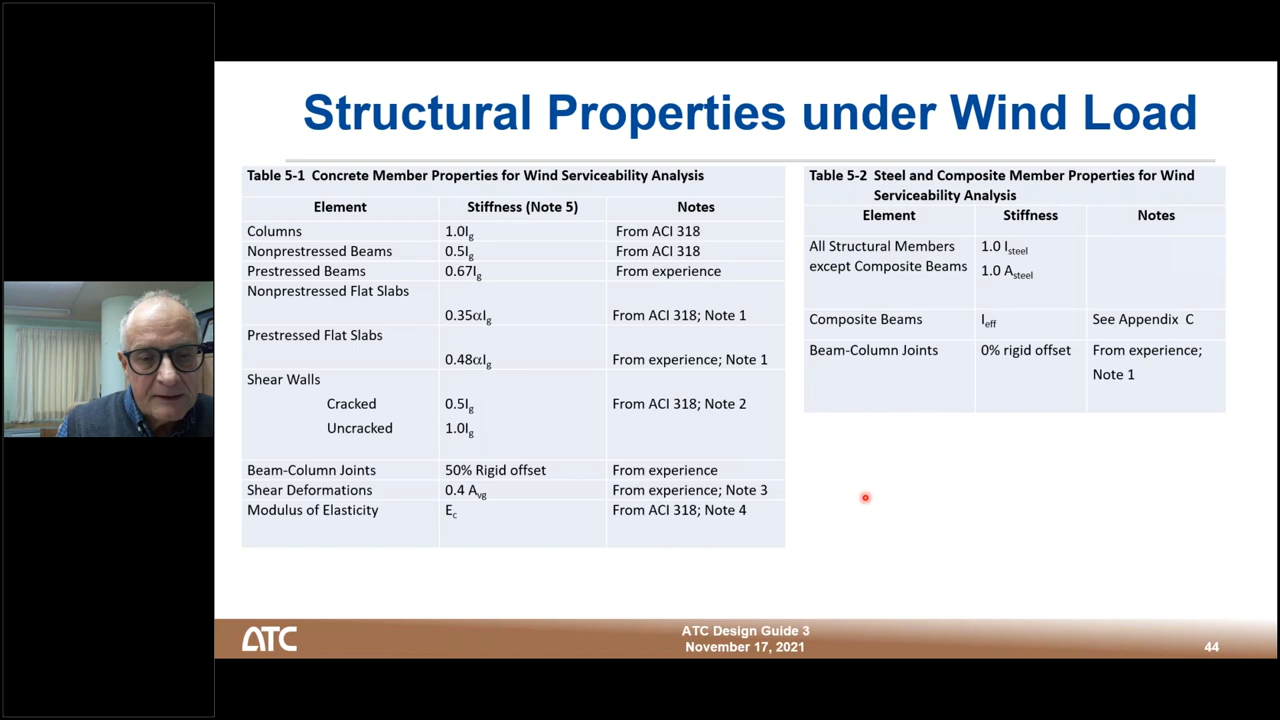 Structural Properties under Wind Load
Table 5-1 Concrete Member Properties for Wind Serviceability Analysis
Element Stiffness (Note 5) Notes
Columns 1.0Ig From ACI 318
Nonprestressed Beams 0.5Ig From ACI 318
Prestressed Beams 0.67Ig From experience
Nonprestressed Flat Slabs
0.35αIg From ACI 318; Note 1
Prestressed Flat Slabs
0.48αIg From experience; Note 1
Shear Walls
Cracked 0.5Ig From ACI 318; Note 2
Uncracked 1.0Ig
Beam-Column Joints 50% Rigid offset From experience
Shear Deformations 0.4 Avg From experience; Note 3
Modulus of Elasticity Ec From ACI 318; Note 4
Table 5-2 Steel and Composite Member Properties for Wind
Serviceability Analysis
Element Stiffness Notes
All Structural Members 1.0 Isteel
except Composite Beams 1.0 Asteel
Composite Beams Ieff See Appendix C
Beam-Column Joints 0% rigid offset From experience;
Note 1
ATC
ATC Design Guide 3
November 17, 2021
44